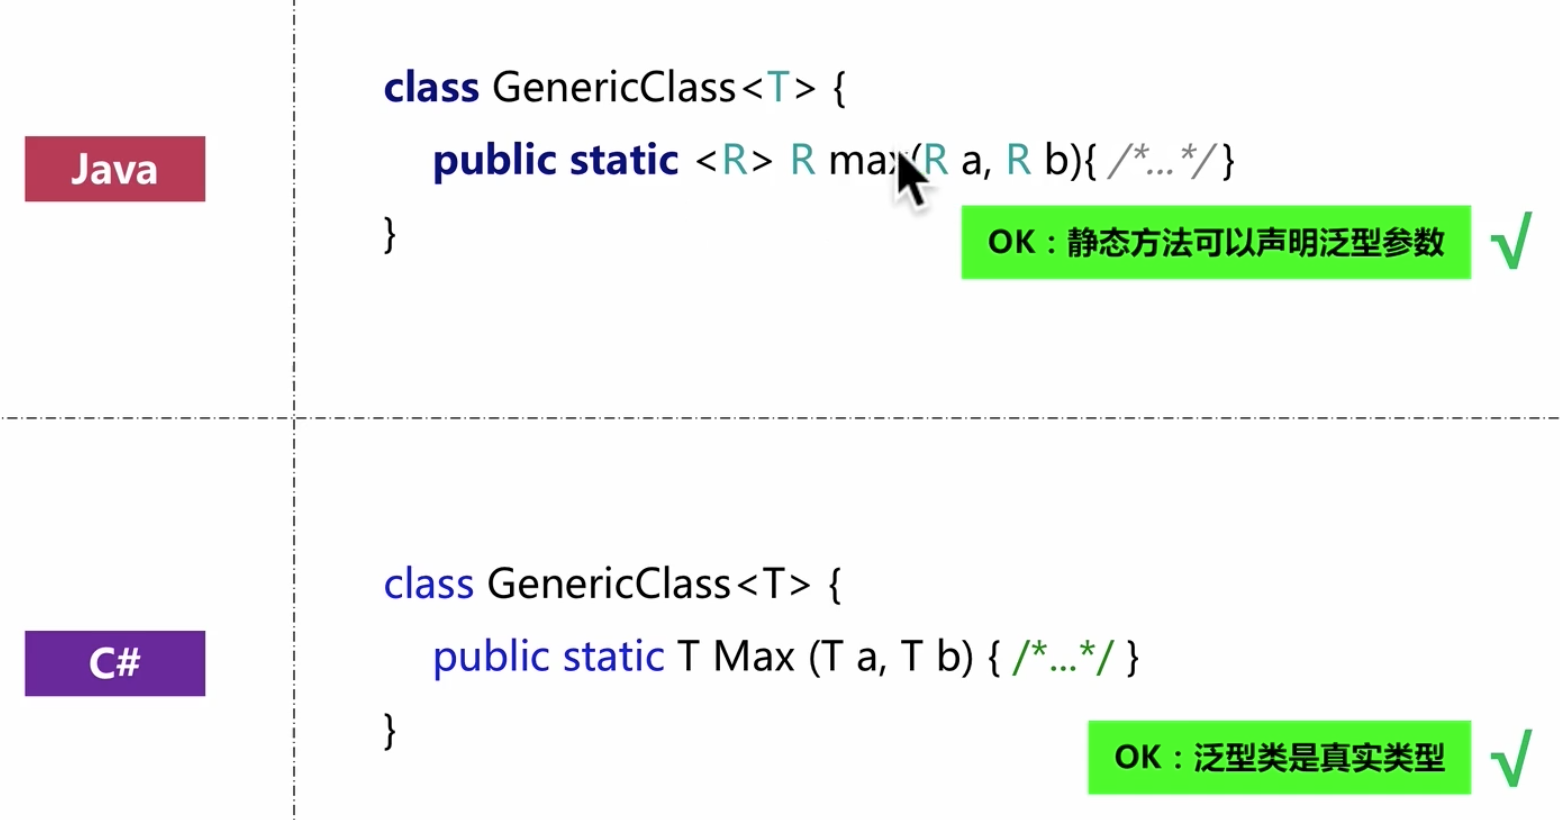 Java
class GenericClass<T> {
public static <R> R max(R a, R b){ /*...*/ }
}
OK：静态方法可以声明泛型参数 √
C#
class GenericClass<T> {
public static T Max (T a, T b) { /*...*/ }
}
OK：泛型类是真实类型 √